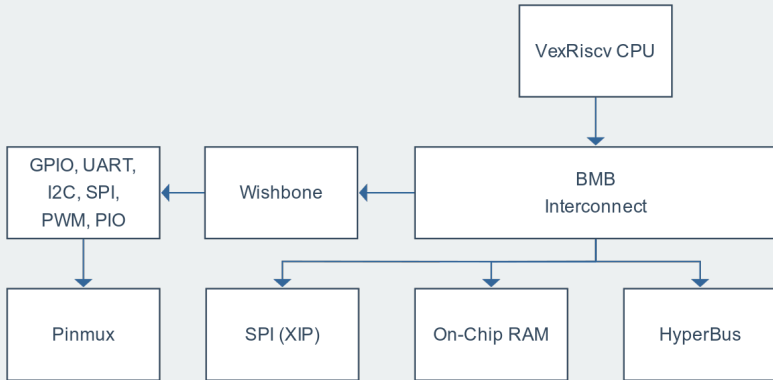 VexRiscv CPU
GPIO, UART,
I2C, SPI,
PWM, PIO
Wishbone
BMB
Interconnect
Pinmux
SPI (XIP)
On-Chip RAM
HyperBus